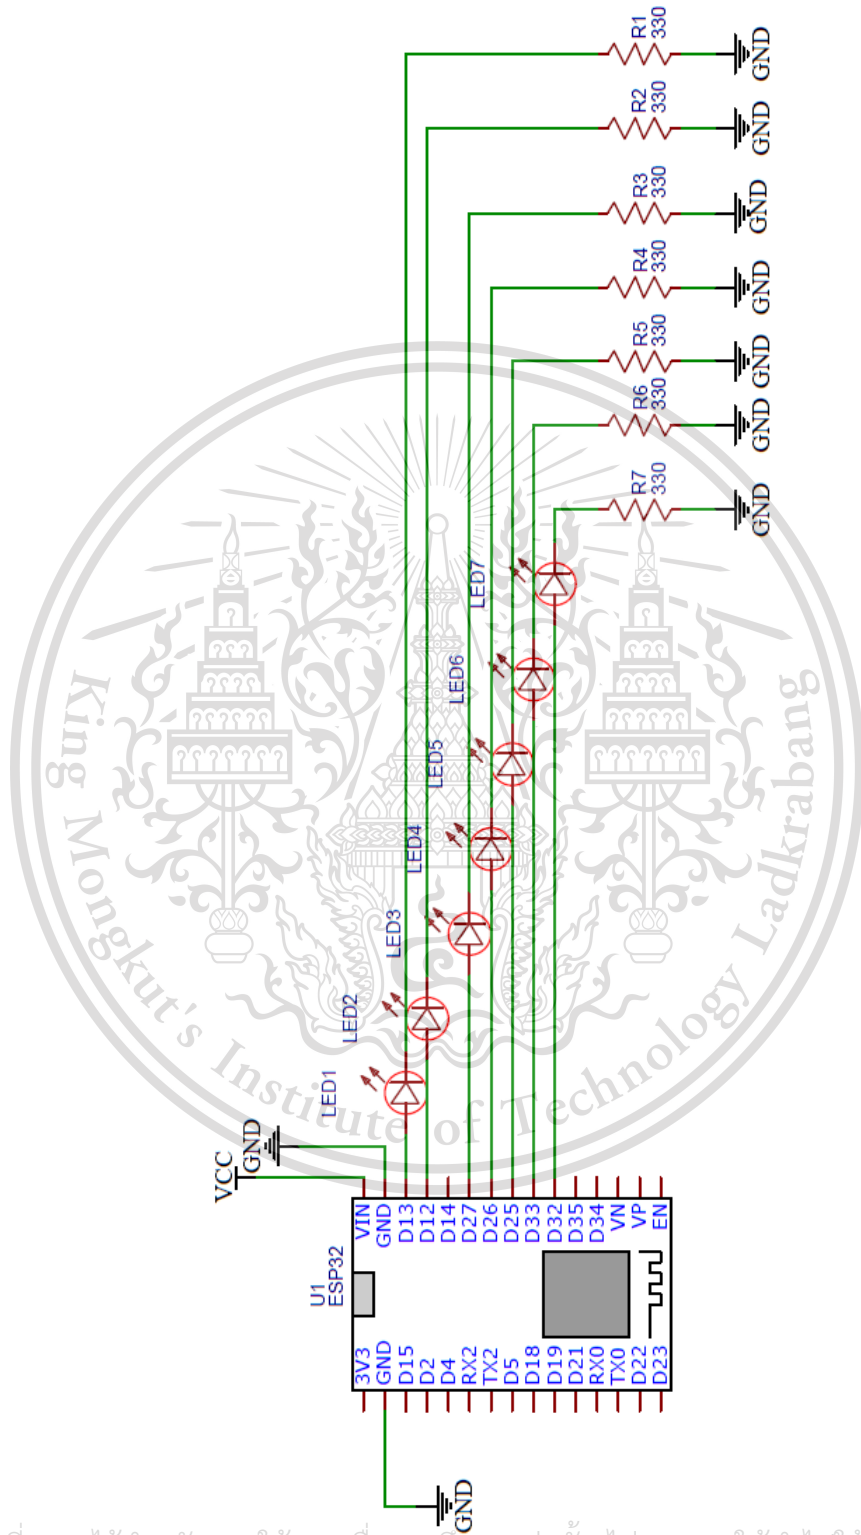 R1
330
GND
R2
330
GND
R3
330
GND
R4
330
GND
R5
330
GND
R6
330
GND
R7
330
GND
LED7
LED6
LED5
LED4
LED3
LED2
LED1
King Mongkut's Institute of Technology Ladkrabang
VCC
GND
U1
ESP32
VIN
GND
D13
D12
D14
D27
D26
D25
D33
D32
D35
D34
VN
VP
EN
3V3
GND
D15
D2
D4
RX2
TX2
D5
D18
D19
D21
RX0
TX0
D22
D23
GND